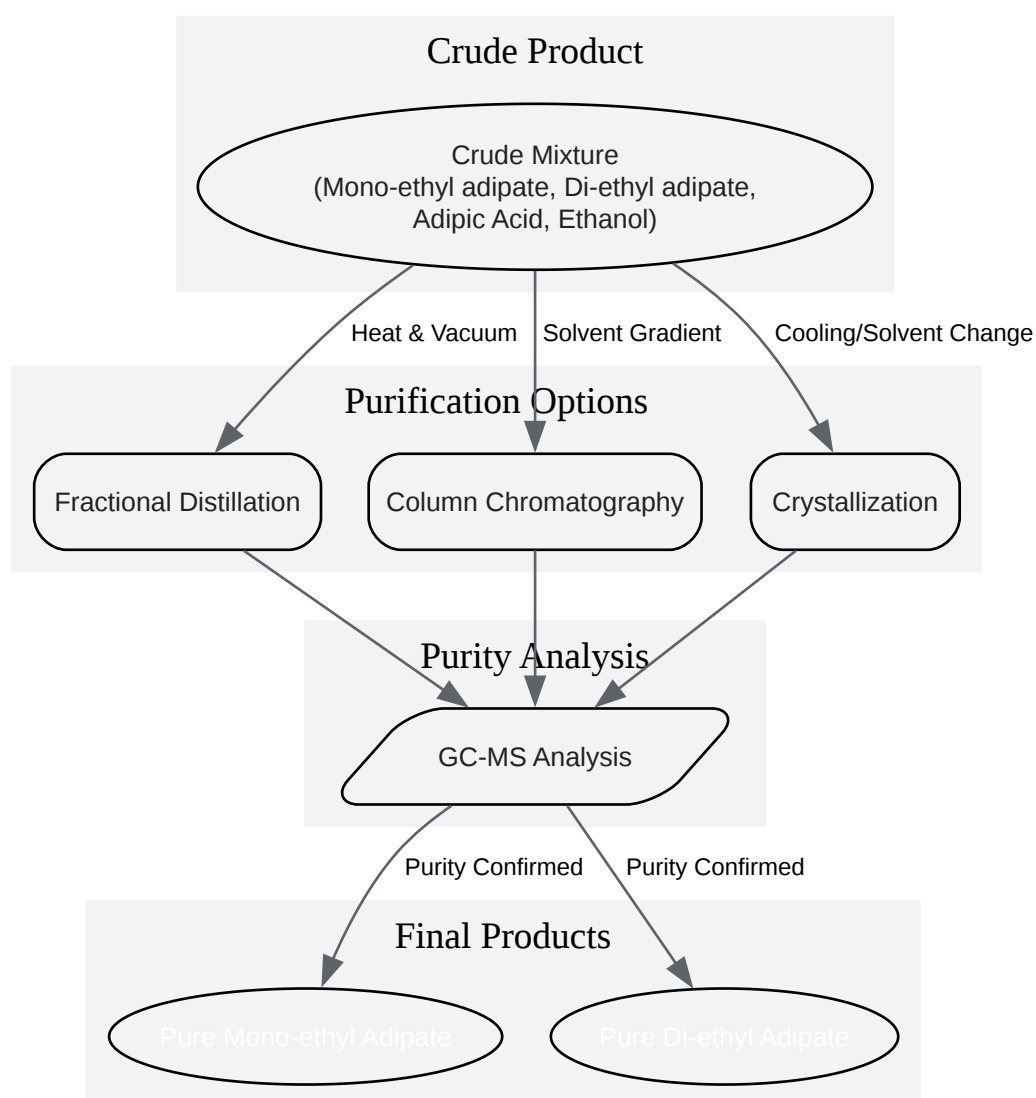 Crude Product
Crude Mixture
(Mono-ethyl adipate, Di-ethyl adipate,
Adipic Acid, Ethanol)
Heat & Vacuum
Solvent Gradient
Cooling/Solvent Change
Purification Options
Fractional Distillation
Column Chromatography
Crystallization
Purity Analysis
GC-MS Analysis
Purity Confirmed
Purity Confirmed
Final Products
Pure Mono-ethyl Adipate
Pure Di-ethyl Adipate